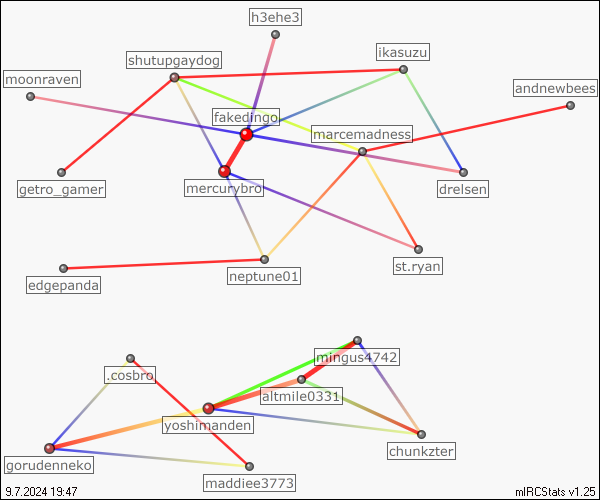 h3ehe3
shutupgaydog
ikasuzu
moonraven
andnewbees
fakedingo
marcemadness
getro_gamer
mercurybro
drelsen
st.ryan
neptune01
edgepanda
mingus4742
.cosbro
altmile0331
yoshimanden
chunkzter
gorudenneko
maddiee3773
9.7.2024 19:47
mIRCStats v1.25